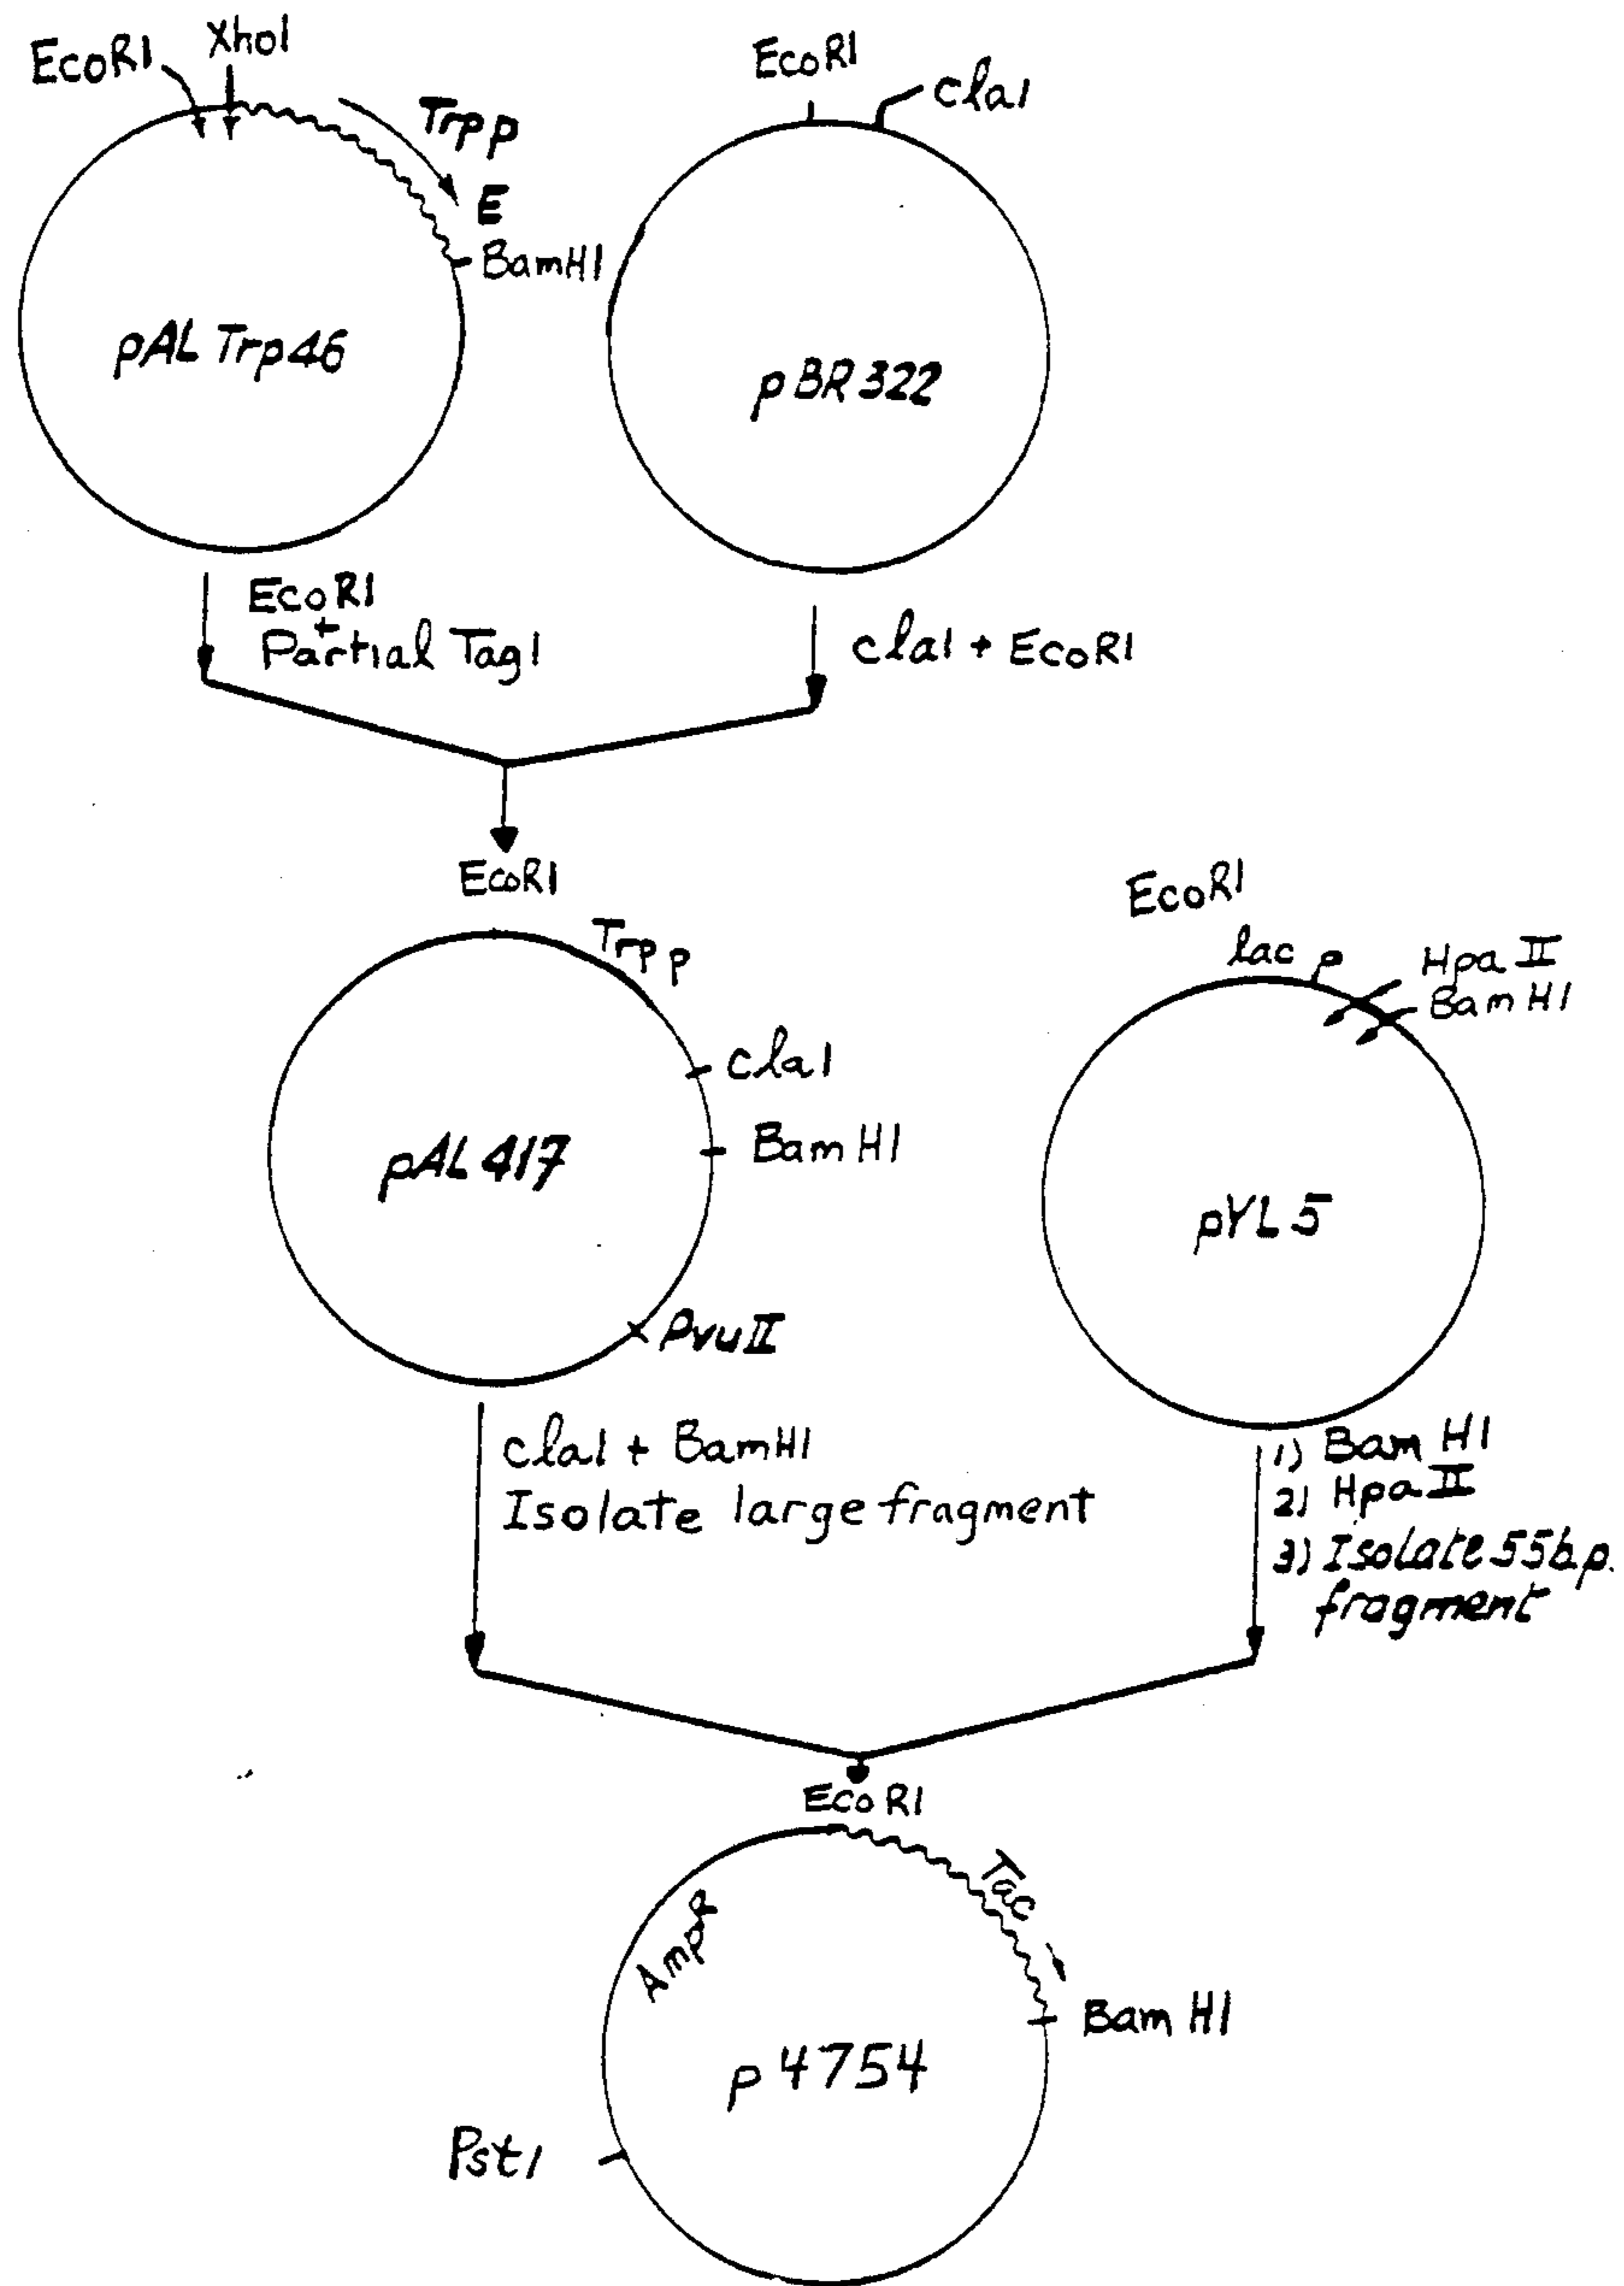 EcoRI
XhoI
Trp p
E
BamHI
pAL Trp46
EcoRI
ClaI
pBR322
EcoRI
+
Partial TagI
ClaI + EcoRI
EcoRI
Trp p
ClaI
BamHI
pAL417
PvuII
EcoRI
lac p
HpaII
BamHI
pYL5
ClaI + BamHI
Isolate large fragment
1) BamHI
2) HpaII
3) Isolate 55b.p.
fragment
EcoRI
Tac
AmpR
BamHI
p4754
PstI